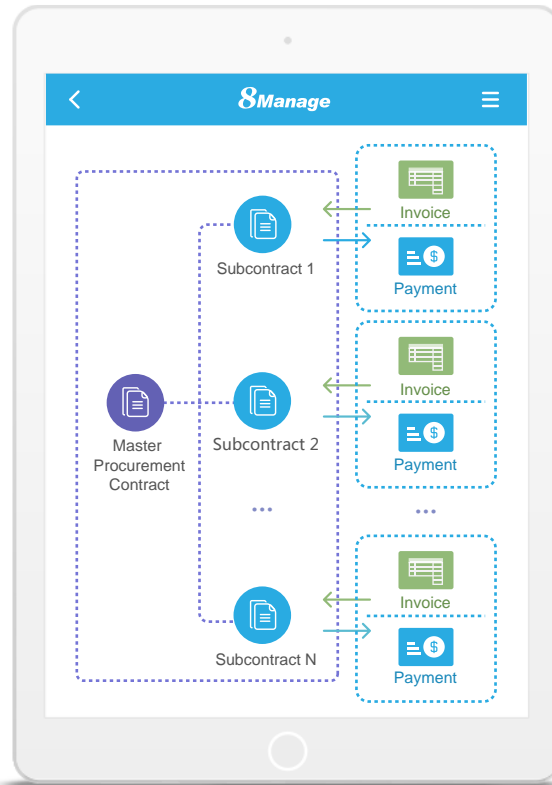 8Manage
Invoice
Subcontract 1
Payment
Invoice
Master
Procurement
Contract
Subcontract 2
Payment
...
...
Invoice
Subcontract N
Payment